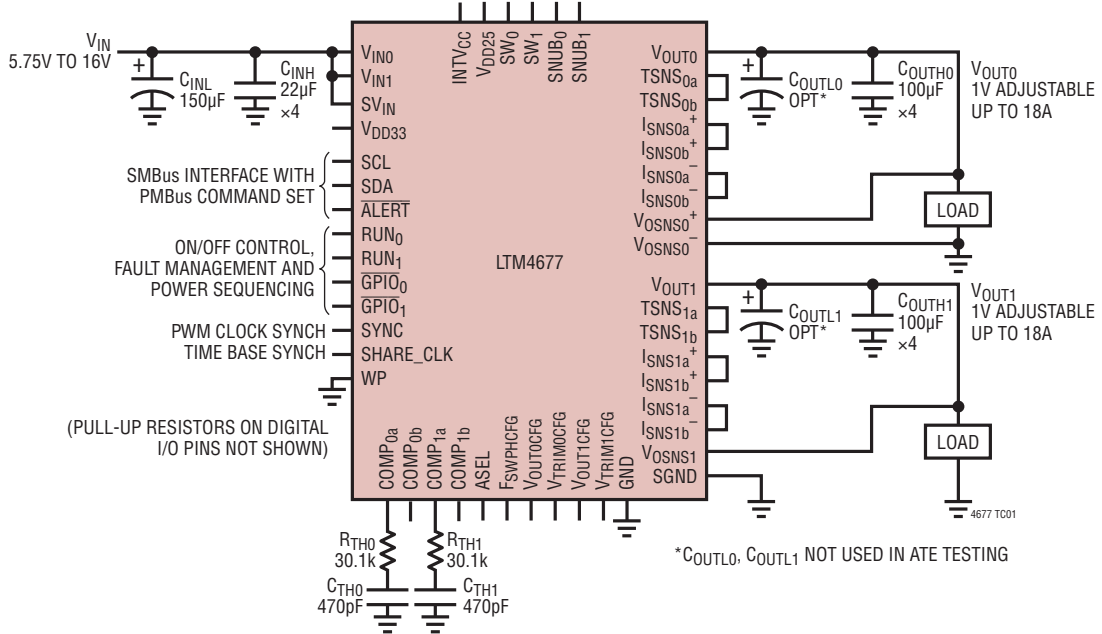 INTVCC
VDD25
SW0
SW1
SNUB0
SNUB1
VIN
5.75V TO 16V
+
CINL
150µF
CINH
22µF
×4
VIN0
VIN1
SVIN
VDD33
SMBus INTERFACE WITH
PMBus COMMAND SET
SCL
SDA
ALERT
ON/OFF CONTROL,
FAULT MANAGEMENT AND
POWER SEQUENCING
RUN0
RUN1
GPIO0
GPIO1
PWM CLOCK SYNCH
SYNC
TIME BASE SYNCH
SHARE_CLK
WP
(PULL-UP RESISTORS ON DIGITAL
I/O PINS NOT SHOWN)
LTM4677
VOUT0
TSNS0a
TSNS0b
ISNS0a+
ISNS0b+
ISNS0a–
ISNS0b–
VOSNS0+
VOSNS0–
VOUT1
TSNS1a
TSNS1b
ISNS1a+
ISNS1b+
ISNS1a–
ISNS1b–
VOSNS1
SGND
+
COUTL0
OPT*
COUTH0
100µF
×4
VOUT0
1V ADJUSTABLE
UP TO 18A
LOAD
+
COUTL1
OPT*
COUTH1
100µF
×4
VOUT1
1V ADJUSTABLE
UP TO 18A
LOAD
4677 TC01
COMP0a
COMP0b
COMP1a
COMP1b
ASEL
FSWPHCFG
VOUT0CFG
VTRIM0CFG
VOUT1CFG
VTRIM1CFG
GND
RTH0
30.1k
RTH1
30.1k
CTH0
470pF
CTH1
470pF
*COUTL0, COUTL1 NOT USED IN ATE TESTING